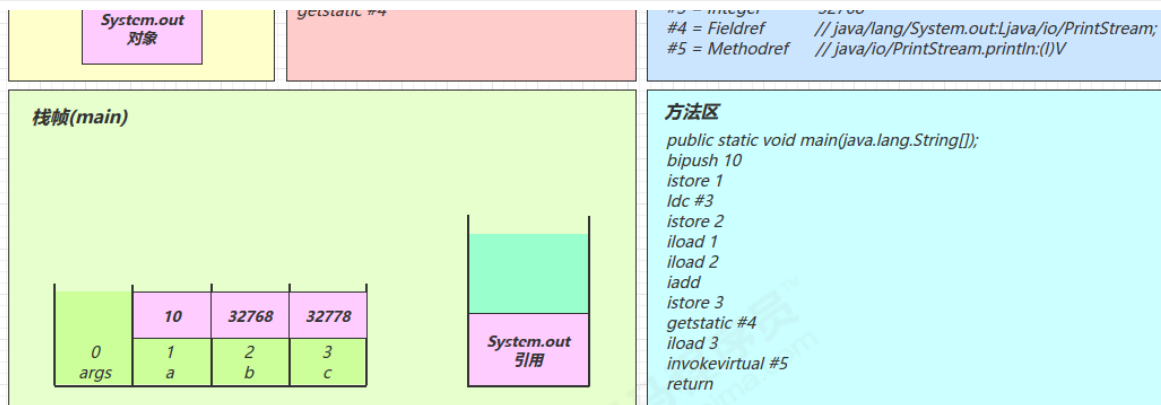 System.out
对象
getstatic #4
#3 = Integer 32768
#4 = Fieldref // java/lang/System.out:Ljava/io/PrintStream;
#5 = Methodref // java/io/PrintStream.println:(I)V
栈帧(main)
10 32768 32778
0 1 2 3
args a b c
System.out
引用
方法区
public static void main(java.lang.String[]);
bipush 10
istore 1
ldc #3
istore 2
iload 1
iload 2
iadd
istore 3
getstatic #4
iload 3
invokevirtual #5
return